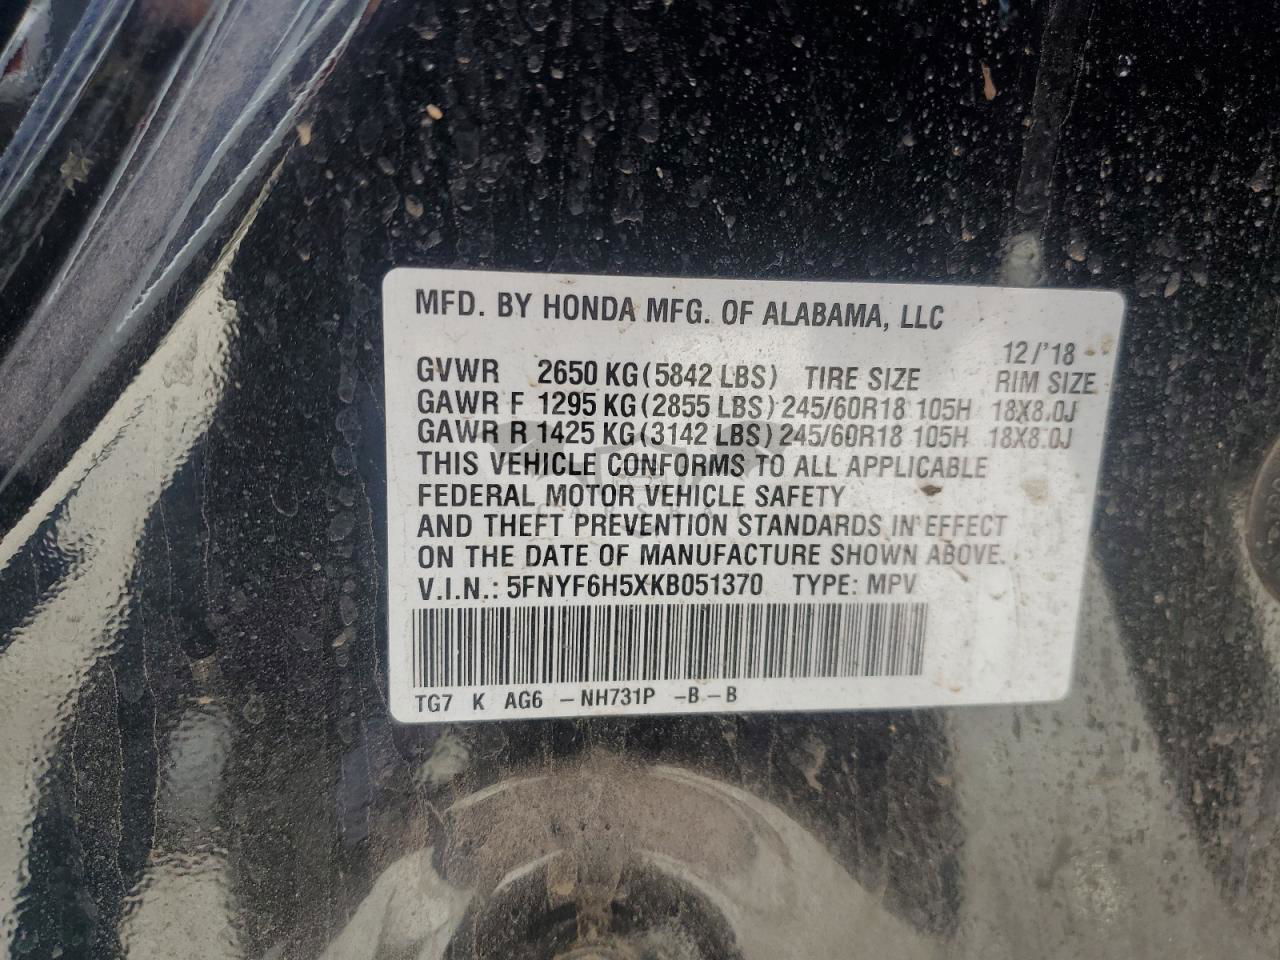 MFD. BY HONDA MFG. OF ALABAMA, LLC
12/'18
GVWR 2650 KG(5842 LBS) TIRE SIZE RIM SIZE
GAWR F 1295 KG(2855 LBS) 245/60R18 105H 18X8.0J
GAWR R 1425 KG(3142 LBS) 245/60R18 105H 18X8.0J
THIS VEHICLE CONFORMS TO ALL APPLICABLE
FEDERAL MOTOR VEHICLE SAFETY
AND THEFT PREVENTION STANDARDS IN EFFECT
ON THE DATE OF MANUFACTURE SHOWN ABOVE.
V.I.N.: 5FNYF6H5XKB051370 TYPE: MPV
TG7 K AG6 -NH731P -B-B